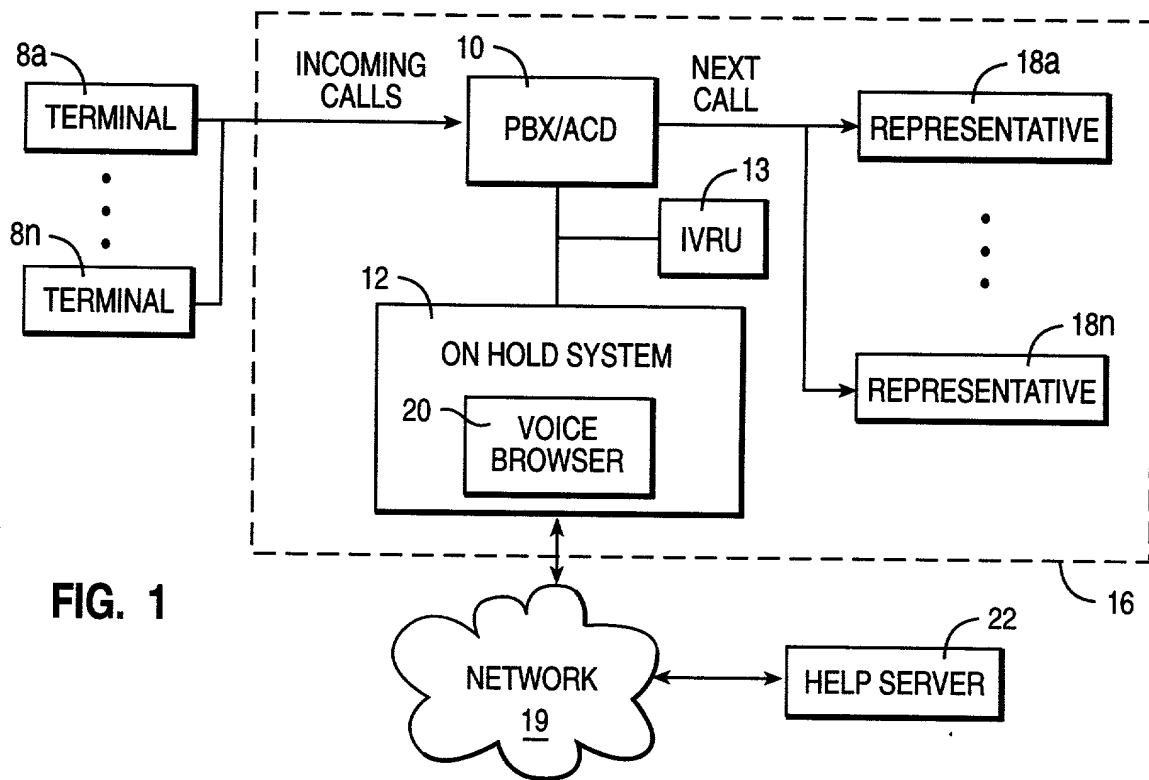 8a
TERMINAL
8n
TERMINAL
INCOMING
CALLS
10
PBX/ACD
NEXT
CALL
18a
REPRESENTATIVE
13
IVRU
12
ON HOLD SYSTEM
20
VOICE
BROWSER
18n
REPRESENTATIVE
16
FIG. 1
NETWORK
19
22
HELP SERVER